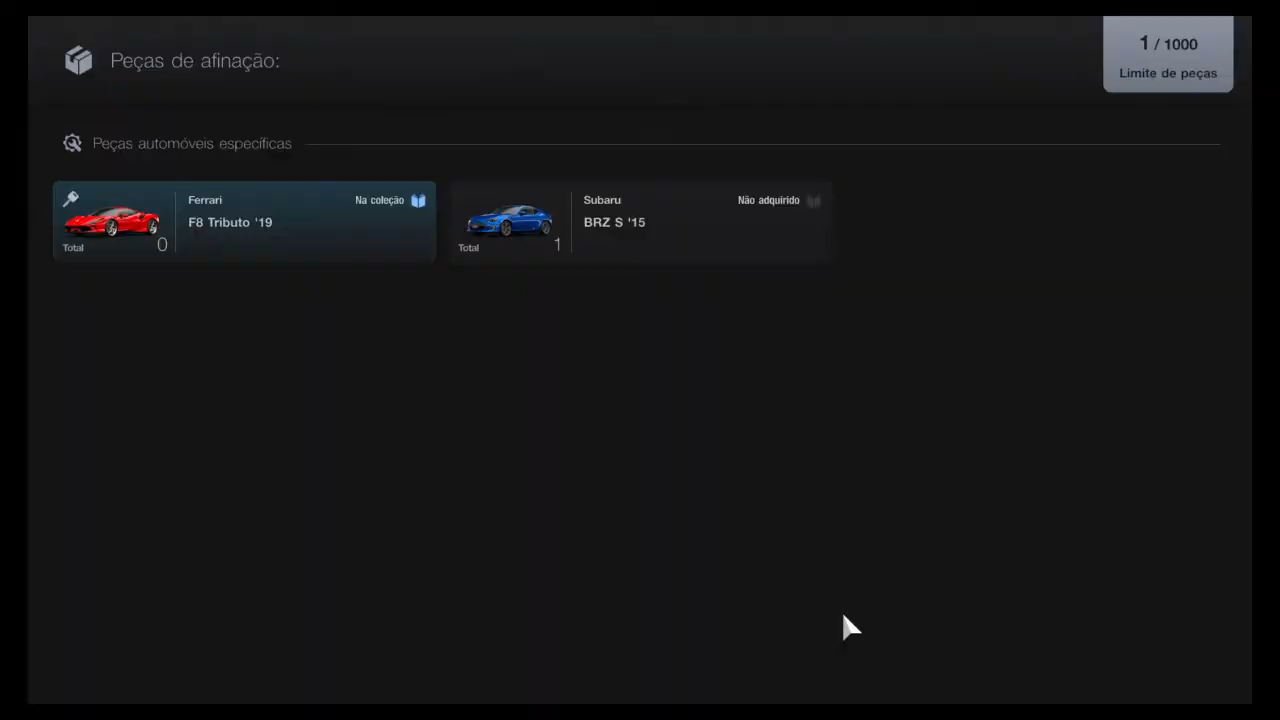 Peças de afinação:
1 / 1000
Limite de peças
Peças automóveis específicas
Ferrari
Na coleção
F8 Tributo '19
Total 0
Subaru
Não adquirido
BRZ S '15
Total 1